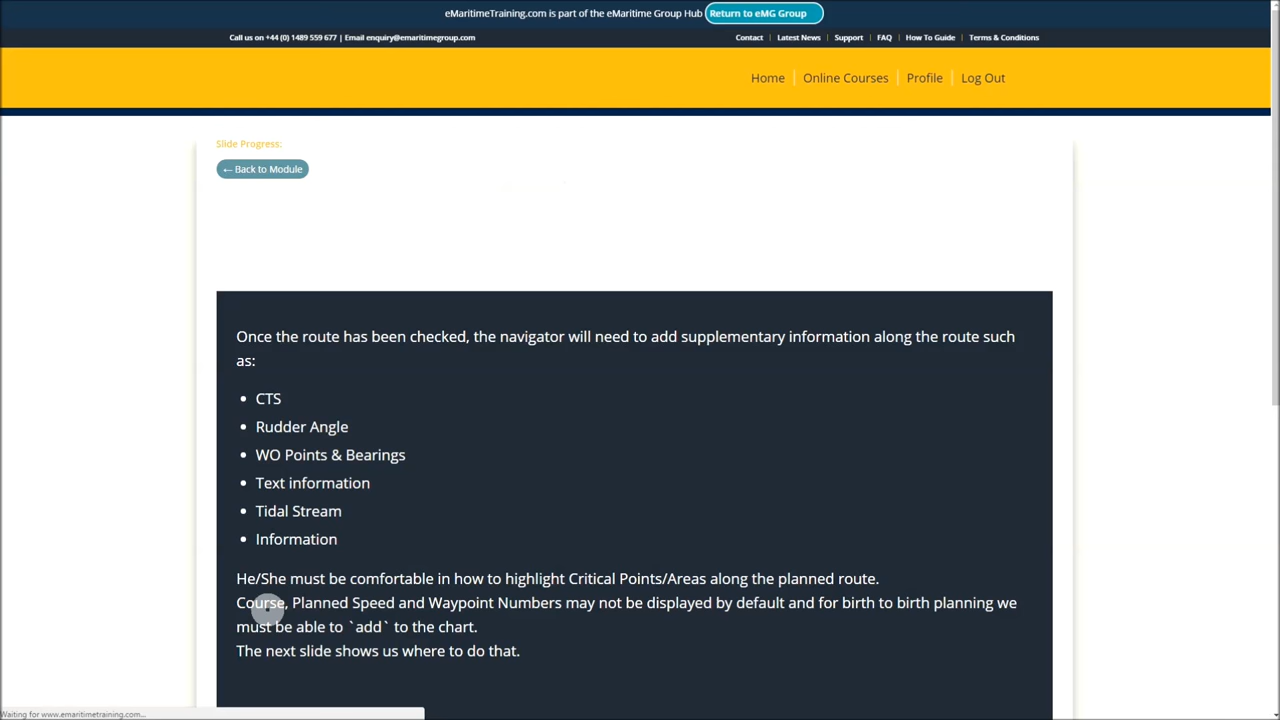 eMaritimeTraining.com is part of the eMaritime Group Hub Return to eMG Group
Call us on +44 (0) 1489 559 677 | Email enquiry@emaritimegroup.com Contact | Latest News | Support | FAQ | How To Guide | Terms & Conditions
Home | Online Courses | Profile | Log Out
Slide Progress:
← Back to Module
Once the route has been checked, the navigator will need to add supplementary information along the route such
as:
• CTS
• Rudder Angle
• WO Points & Bearings
• Text information
• Tidal Stream
• Information
He/She must be comfortable in how to highlight Critical Points/Areas along the planned route.
Course, Planned Speed and Waypoint Numbers may not be displayed by default and for birth to birth planning we
must be able to `add` to the chart.
The next slide shows us where to do that.
Waiting for www.emaritimetraining.com...